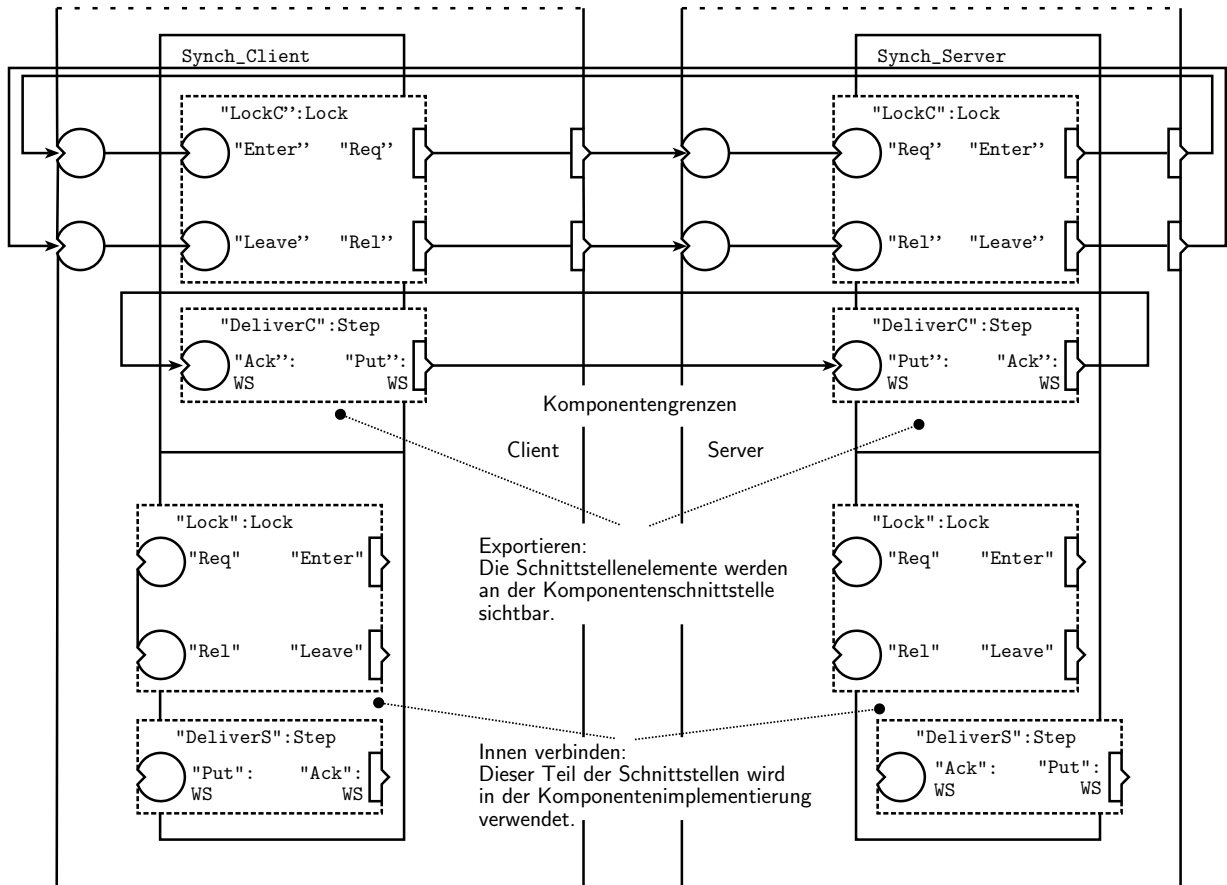 Synch_Client
Synch_Server
"LockC”:Lock
"LockC":Lock
"Enter” "Req”
"Req” "Enter”
"Leave” "Rel”
"Rel” "Leave”
"DeliverC":Step
"DeliverC":Step
"Ack”: "Put”:
WS WS
"Put”: "Ack”:
WS WS
Komponentengrenzen
Client Server
"Lock":Lock
"Lock":Lock
"Req" "Enter"
"Req" "Enter"
Exportieren:
Die Schnittstellenelemente werden
an der Komponentenschnittstelle
sichtbar.
"Rel" "Leave"
"Rel" "Leave"
"DeliverS":Step
"DeliverS":Step
"Put": "Ack":
WS WS
Innen verbinden:
Dieser Teil der Schnittstellen wird
in der Komponentenimplementierung
verwendet.
"Ack": "Put":
WS WS